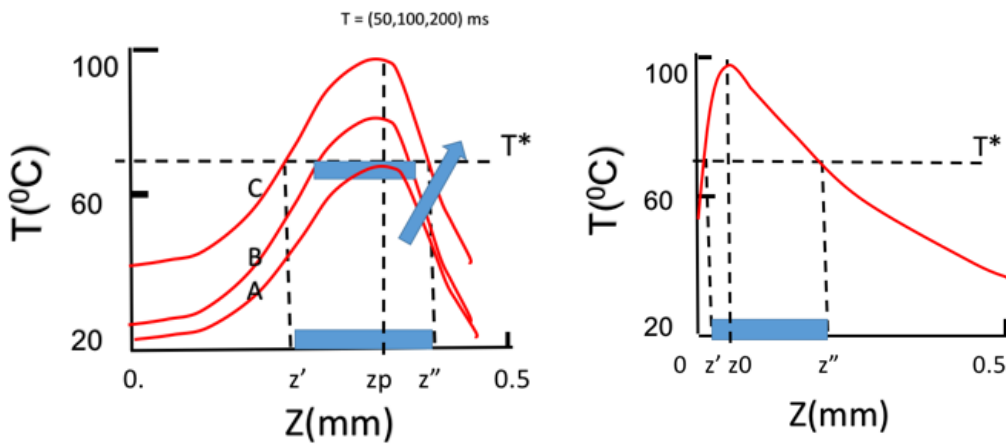 T = (50,100,200) ms
100
60
20
T(⁰C)
C
B
A
T*
0.
z’
zp
z”
0.5
Z(mm)
100
60
20
T(⁰C)
T*
0
z’
z0
z”
0.5
Z(mm)